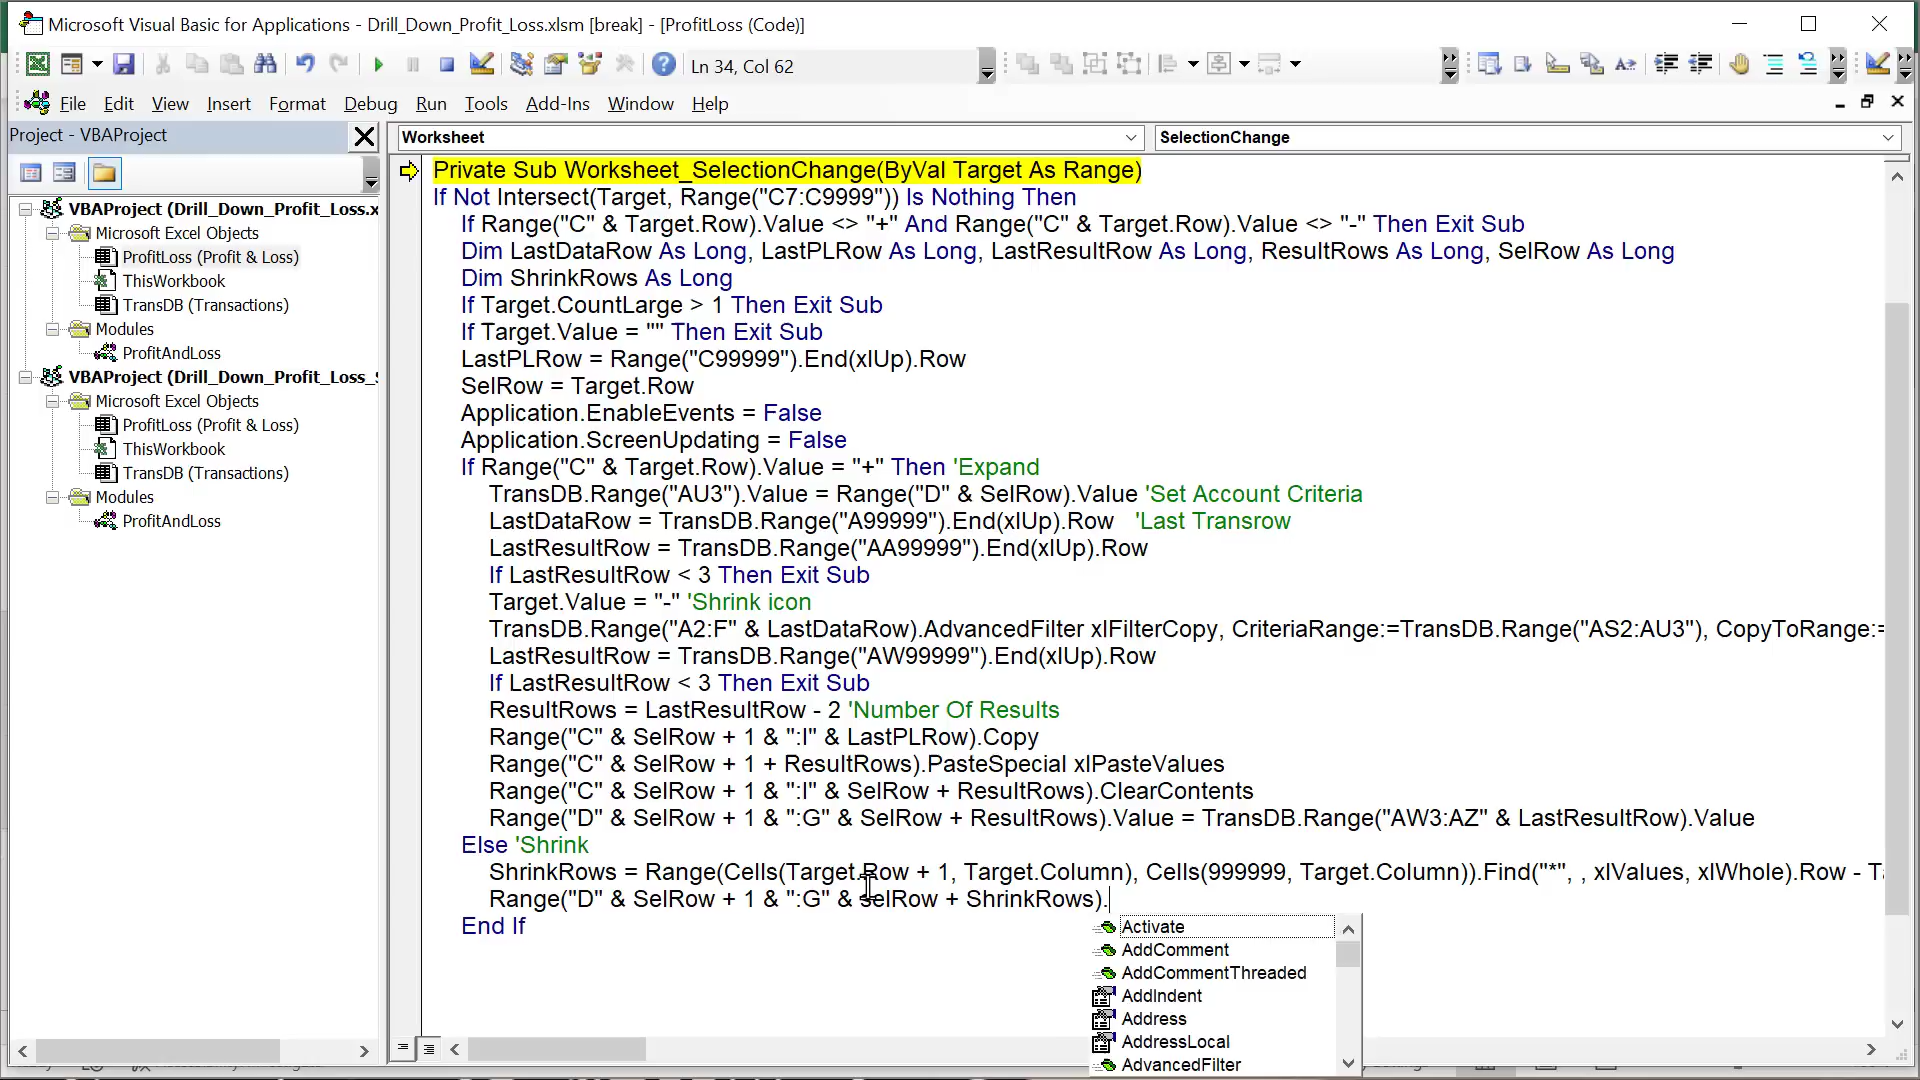 Microsoft Visual Basic for Applications - Drill_Down_Profit_Loss.xlsm [break] - [ProfitLoss (Code)]
Ln 34, Col 62
File Edit View Insert Format Debug Run Tools Add-Ins Window Help
Project - VBAProject
Worksheet
SelectionChange
VBAProject (Drill_Down_Profit_Loss.x
Microsoft Excel Objects
ProfitLoss (Profit & Loss)
ThisWorkbook
TransDB (Transactions)
Modules
ProfitAndLoss
VBAProject (Drill_Down_Profit_Loss_S
Microsoft Excel Objects
ProfitLoss (Profit & Loss)
ThisWorkbook
TransDB (Transactions)
Modules
ProfitAndLoss
Private Sub Worksheet_SelectionChange(ByVal Target As Range)
If Not Intersect(Target, Range("C7:C9999")) Is Nothing Then
If Range("C" & Target.Row).Value <> "+" And Range("C" & Target.Row).Value <> "-" Then Exit Sub
Dim LastDataRow As Long, LastPLRow As Long, LastResultRow As Long, ResultRows As Long, SelRow As Long
Dim ShrinkRows As Long
If Target.CountLarge > 1 Then Exit Sub
If Target.Value = "" Then Exit Sub
LastPLRow = Range("C99999").End(xlUp).Row
SelRow = Target.Row
Application.EnableEvents = False
Application.ScreenUpdating = False
If Range("C" & Target.Row).Value = "+" Then 'Expand
TransDB.Range("AU3").Value = Range("D" & SelRow).Value 'Set Account Criteria
LastDataRow = TransDB.Range("A99999").End(xlUp).Row 'Last Transrow
LastResultRow = TransDB.Range("AA99999").End(xlUp).Row
If LastResultRow < 3 Then Exit Sub
Target.Value = "-" 'Shrink icon
TransDB.Range("A2:F" & LastDataRow).AdvancedFilter xlFilterCopy, CriteriaRange:=TransDB.Range("AS2:AU3"), CopyToRange:=
LastResultRow = TransDB.Range("AW99999").End(xlUp).Row
If LastResultRow < 3 Then Exit Sub
ResultRows = LastResultRow - 2 'Number Of Results
Range("C" & SelRow + 1 & ":I" & LastPLRow).Copy
Range("C" & SelRow + 1 + ResultRows).PasteSpecial xlPasteValues
Range("C" & SelRow + 1 & ":I" & SelRow + ResultRows).ClearContents
Range("D" & SelRow + 1 & ":G" & SelRow + ResultRows).Value = TransDB.Range("AW3:AZ" & LastResultRow).Value
Else 'Shrink
ShrinkRows = Range(Cells(Target.Row + 1, Target.Column), Cells(999999, Target.Column)).Find("*", , xlValues, xlWhole).Row - Ta
Range("D" & SelRow + 1 & ":G" & selRow + ShrinkRows).
End If
Activate
AddComment
AddCommentThreaded
AddIndent
Address
AddressLocal
AdvancedFilter